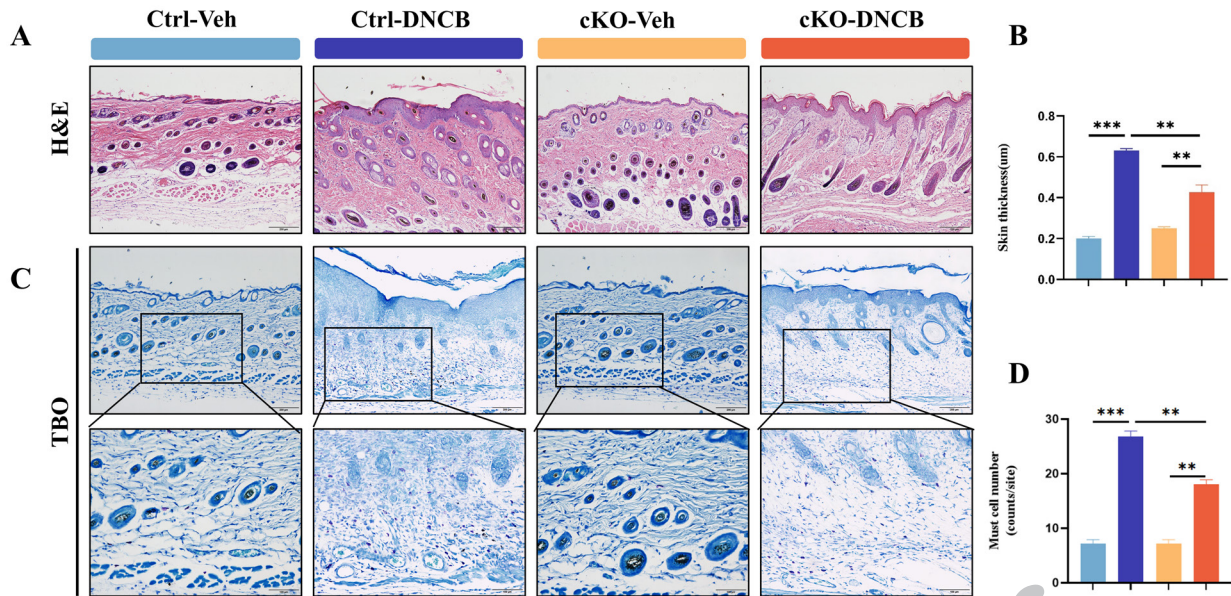 Ctrl-Veh
Ctrl-DNCB
cKO-Veh
cKO-DNCB
A
H&E
B
Skin thickness(um)
0.8
0.6
0.4
0.2
0.0
***
**
**
C
TBO
D
Must cell number
(counts/site)
30
20
10
0
***
**
**